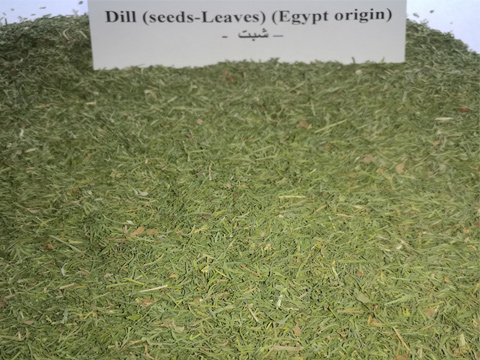 Dill (seeds-Leaves) (Egypt origin)
- شبت –